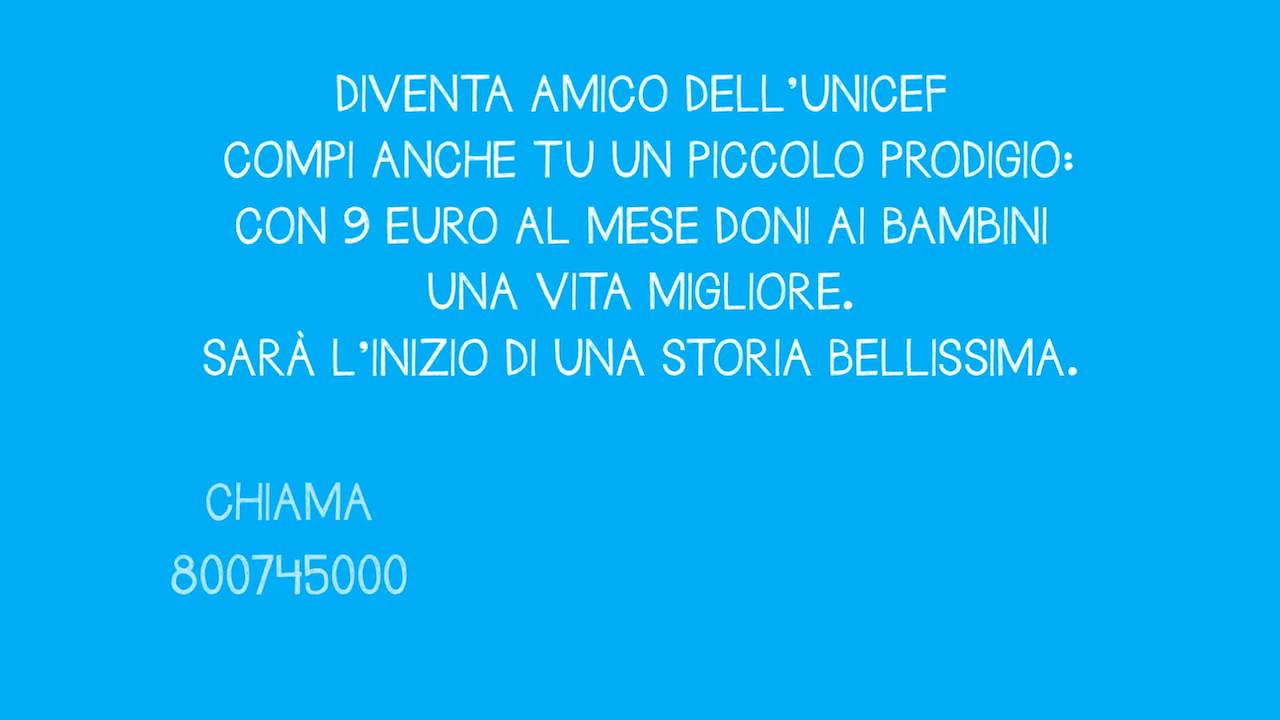 DIVENTA AMICO DELL'UNICEF
COMPI ANCHE TU UN PICCOLO PRODIGIO:
CON 9 EURO AL MESE DONI AI BAMBINI
UNA VITA MIGLIORE.
SARÀ L'INIZIO DI UNA STORIA BELLISSIMA.
CHIAMA
800745000